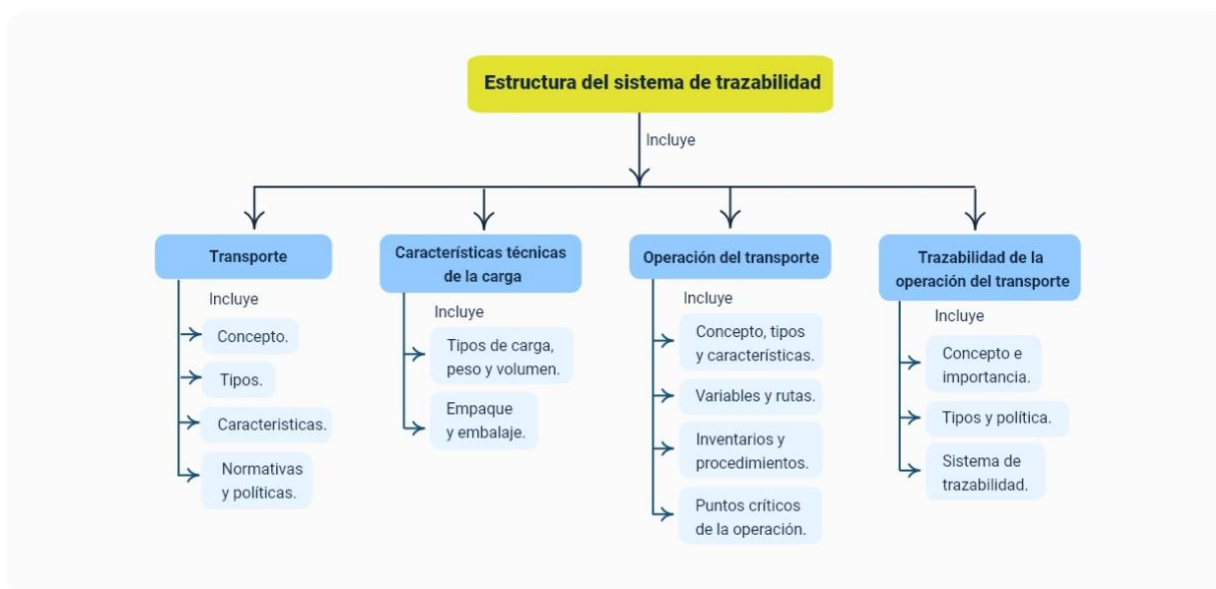 Estructura del sistema de trazabilidad
Incluye
Transporte
Incluye
Concepto.
Tipos.
Caracteristicas.
Normativas
y políticas.
Características técnicas
de la carga
Incluye
Tipos de carga,
peso y volumen.
Empaque
y embalaje.
Operación del transporte
Incluye
Concepto, tipos
y características.
Variables y rutas.
Inventarios y
procedimientos.
Puntos críticos
de la operación.
Trazabilidad de la
operación del transporte
Incluye
Concepto e
importancia.
Tipos y política.
Sistema de
trazabilidad.